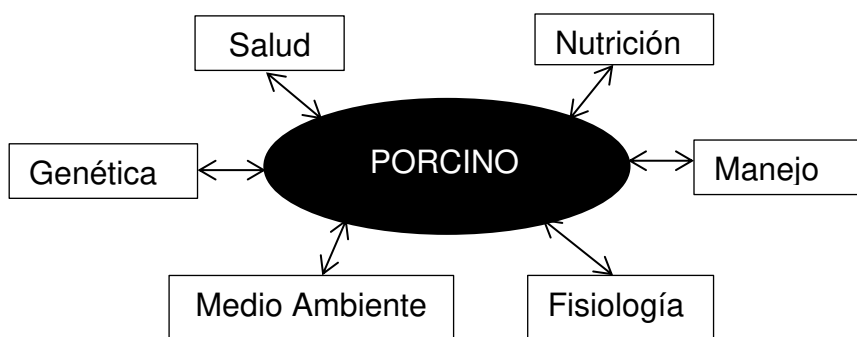 Salud
Nutrición
PORCINO
Genética
Manejo
Medio Ambiente
Fisiología